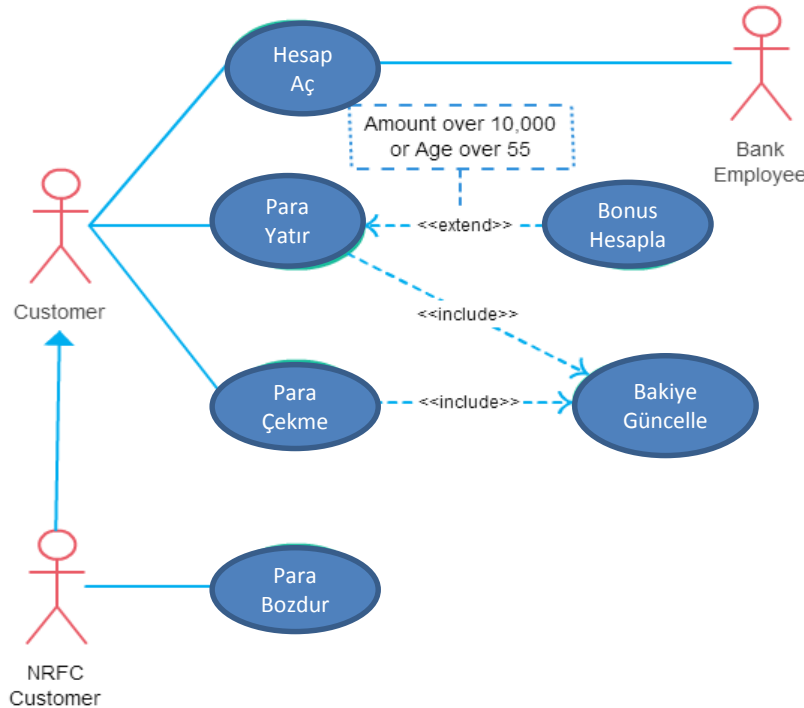 Hesap
Aç
Amount over 10,000
or Age over 55
Bank
Employee
Para
Yatır
<<extend>>
Bonus
Hesapla
Customer
<<include>>
Para
Çekme
<<include>>
Bakiye
Güncelle
Para
Bozdur
NRFC
Customer